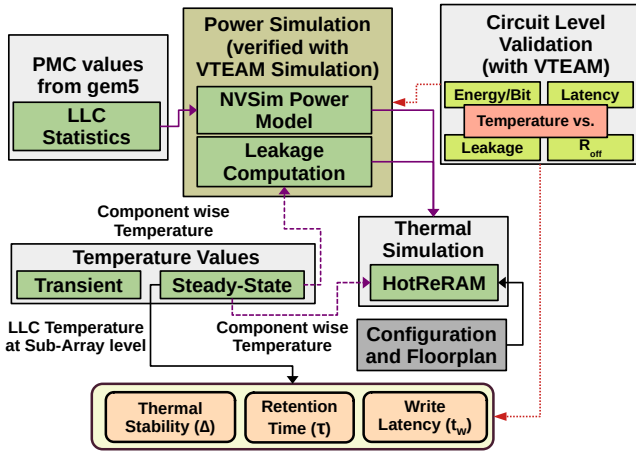 PMC values
from gem5
LLC
Statistics
Power Simulation
(verified with
VTEAM Simulation)
NVSim Power
Model
Leakage
Computation
Circuit Level
Validation
(with VTEAM)
Energy/Bit
Latency
Temperature vs.
Leakage
Roff
Component wise
Temperature
Temperature Values
Transient
Steady-State
Thermal
Simulation
HotReRAM
LLC Temperature
at Sub-Array level
Component wise
Temperature
Configuration
and Floorplan
Thermal
Stability (Δ)
Retention
Time (τ)
Write
Latency (tw)